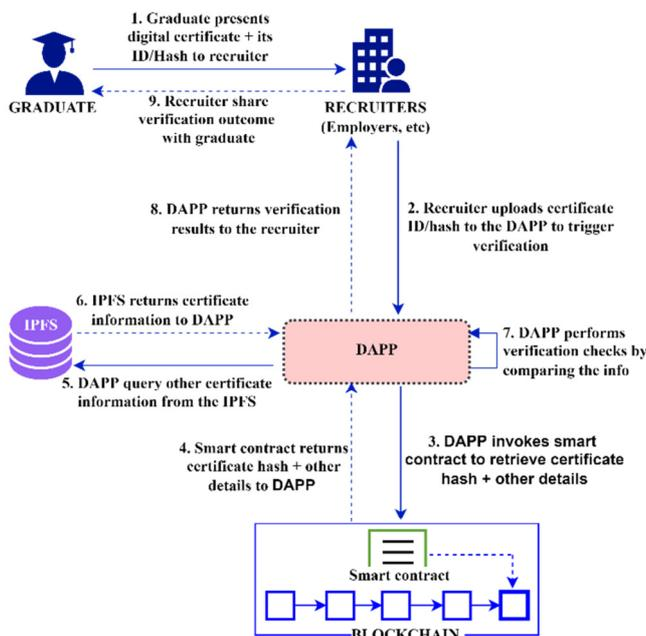 1. Graduate presents
digital certificate + its
ID/Hash to recruiter
GRADUATE
9. Recruiter share
verification outcome
with graduate
RECRUITERS
(Employers, etc)
8. DAPP returns verification
results to the recruiter
2. Recruiter uploads certificate
ID/hash to the DAPP to trigger
verification
IPFS
6. IPFS returns certificate
information to DAPP
DAPP
7. DAPP performs
verification checks by
comparing the info
5. DAPP query other certificate
information from the IPFS
4. Smart contract returns
certificate hash + other
details to DAPP
3. DAPP invokes smart
contract to retrieve certificate
hash + other details
Smart contract
BLOCKCHAIN